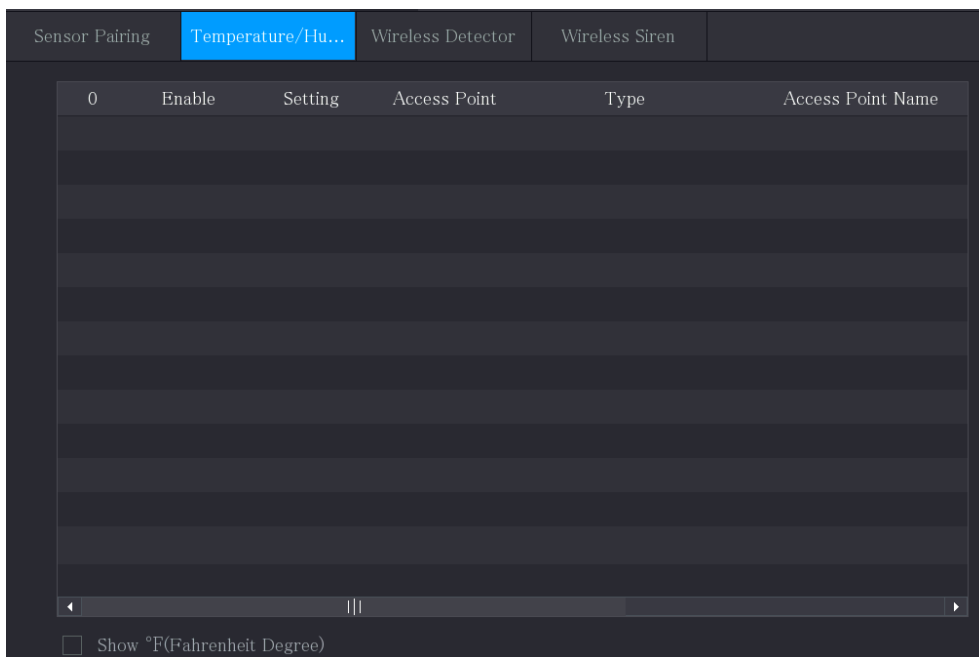 Sensor Pairing Temperature/Hu... Wireless Detector Wireless Siren
0 Enable Setting Access Point Type Access Point Name
Show °F(Fahrenheit Degree)